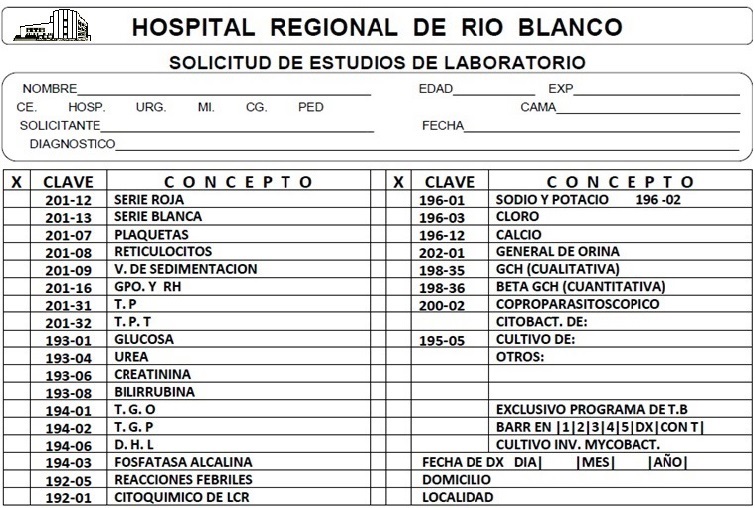 HOSPITAL REGIONAL DE RIO BLANCO
SOLICITUD DE ESTUDIOS DE LABORATORIO
NOMBRE EDAD EXP
CE. HOSP. URG. MI. CG. PED CAMA
SOLICITANTE FECHA
DIAGNOSTICO
X CLAVE CONCEPTO X CLAVE CONCEPTO
201-12 SERIE ROJA 196-01 SODIO Y POTACIO 196 -02
201-13 SERIE BLANCA 196-03 CLORO
201-07 PLAQUETAS 196-12 CALCIO
201-08 RETICULOCITOS 202-01 GENERAL DE ORINA
201-09 V. DE SEDIMENTACION 198-35 GCH (CUALITATIVA)
201-16 GPO. Y RH 198-36 BETA GCH (CUANTITATIVA)
201-31 T. P 200-02 COPROPARASITOSCOPICO
201-32 T. P. T CITOBACT. DE:
193-01 GLUCOSA 195-05 CULTIVO DE:
193-04 UREA OTROS:
193-06 CREATININA
193-08 BILIRRUBINA
194-01 T. G. O EXCLUSIVO PROGRAMA DE T.B
194-02 T. G. P BARR EN |1|2|3|4|5|DX|CON T|
194-06 D. H. L CULTIVO INV. MYCOBACT.
194-03 FOSFATASA ALCALINA FECHA DE DX DIA| |MES| |AÑO|
192-05 REACCIONES FEBRILES DOMICILIO
192-01 CITOQUIMICO DE LCR LOCALIDAD